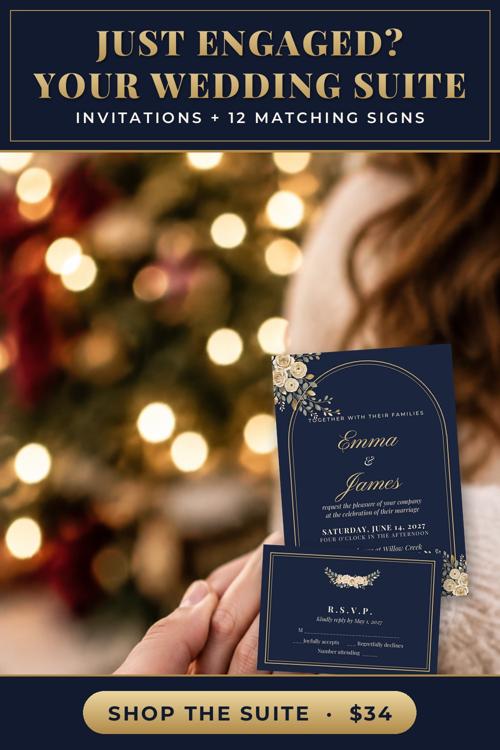 JUST ENGAGED?
YOUR WEDDING SUITE
INVITATIONS + 12 MATCHING SIGNS
TOGETHER WITH THEIR FAMILIES
Emma
&
James
request the pleasure of your company
at the celebration of their marriage
SATURDAY, JUNE 14, 2027
FOUR O'CLOCK IN THE AFTERNOON
at Willow Creek
R.S.V.P.
Kindly reply by May 1, 2027
M
Joyfully accepts Regretfully declines
Number attending
SHOP THE SUITE · $34